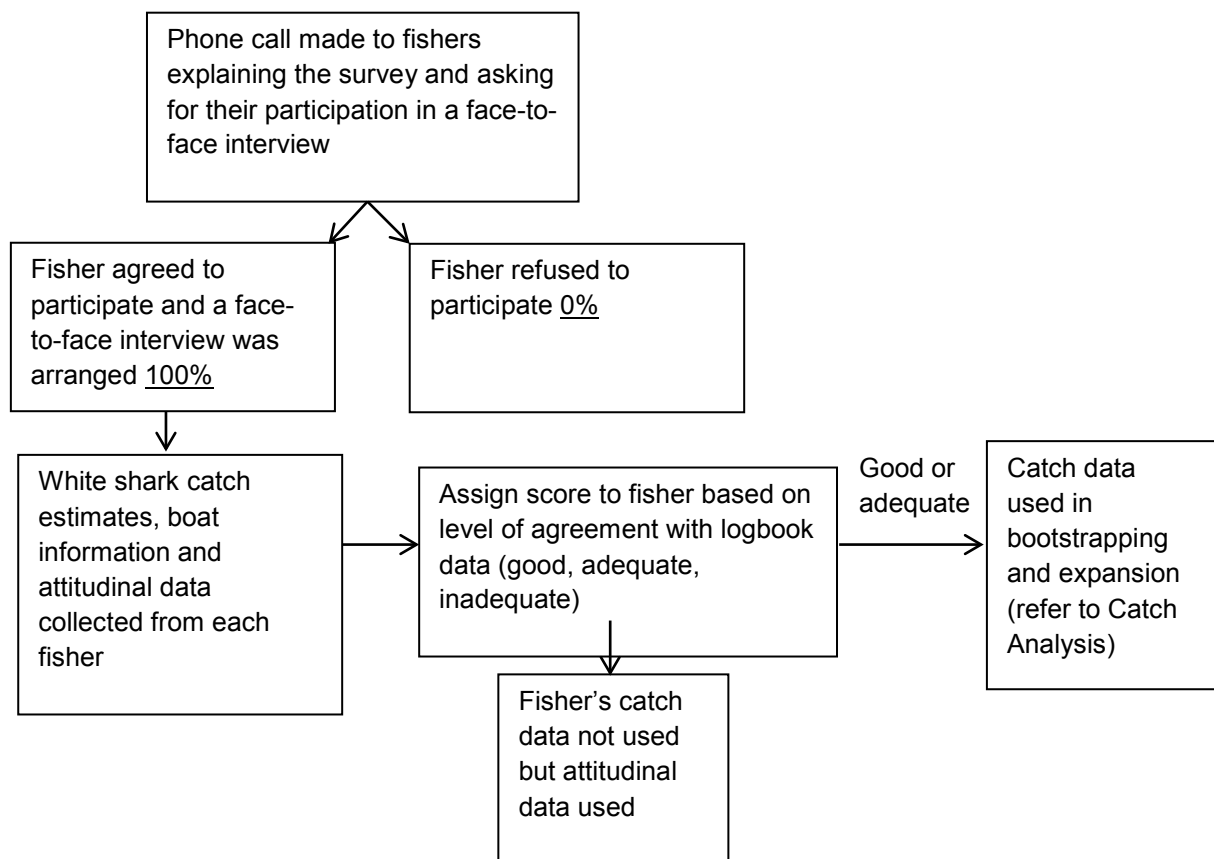 Phone call made to fishers
explaining the survey and asking
for their participation in a face-to-
face interview
Fisher agreed to
participate and a face-
to-face interview was
arranged 100%
Fisher refused to
participate 0%
White shark catch
estimates, boat
information and
attitudinal data
collected from each
fisher
Assign score to fisher based on
level of agreement with logbook
data (good, adequate,
inadequate)
Good or
adequate
Catch data
used in
bootstrapping
and expansion
(refer to Catch
Analysis)
Fisher’s catch
data not used
but attitudinal
data used